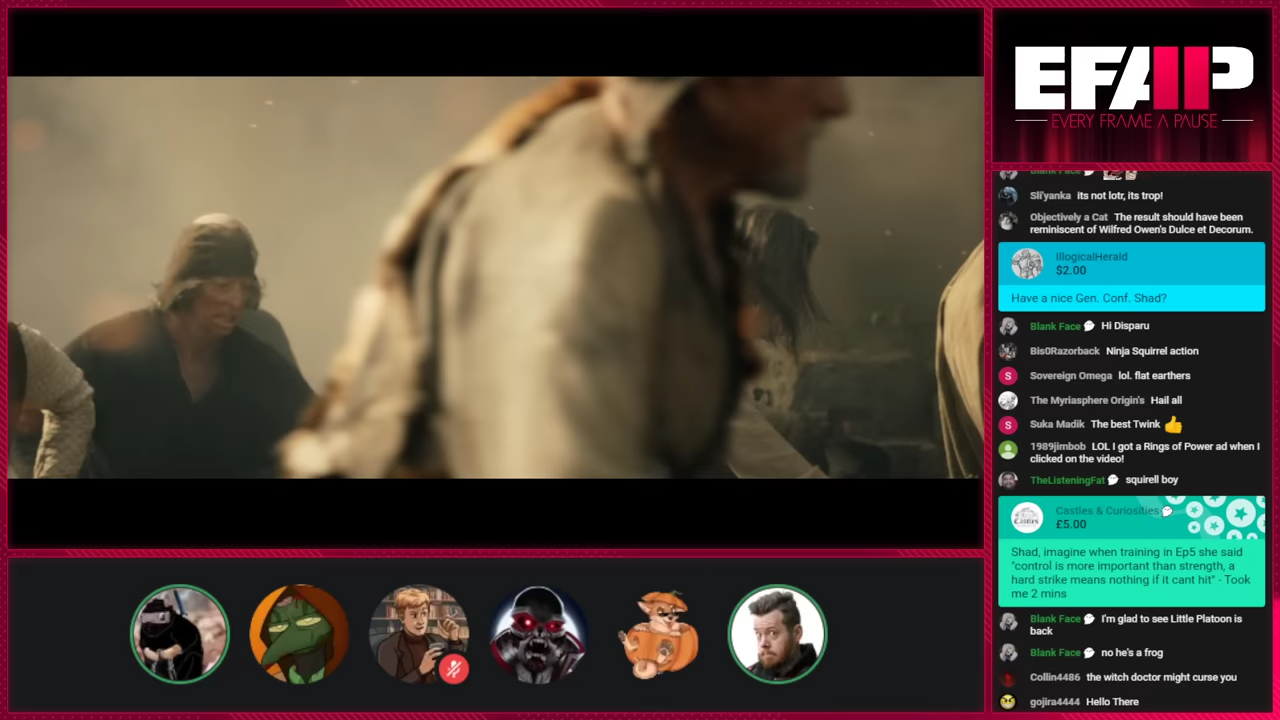 EFAP
EVERY FRAME A PAUSE
Blank Face
Sli'yanka its not lotr, its trop!
Objectively a Cat The result should have been
reminiscent of Wilfred Owen's Dulce et Decorum.
IllogicalHerald
$2.00
Have a nice Gen. Conf. Shad?
Blank Face Hi Disparu
Bis0Razorback Ninja Squirrel action
S
Sovereign Omega lol. flat earthers
The Myriasphere Origin's Hail all
S
Suka Madik The best Twink
1989jimbob LOL I got a Rings of Power ad when I
clicked on the video!
TheListeningFat squirell boy
Castles & Curiosities
£5.00
Shad, imagine when training in Ep5 she said
"control is more important than strength, a
hard strike means nothing if it cant hit" - Took
me 2 mins
Blank Face I'm glad to see Little Platoon is
back
Blank Face no he's a frog
Collin4486 the witch doctor might curse you
gojira4444 Hello There